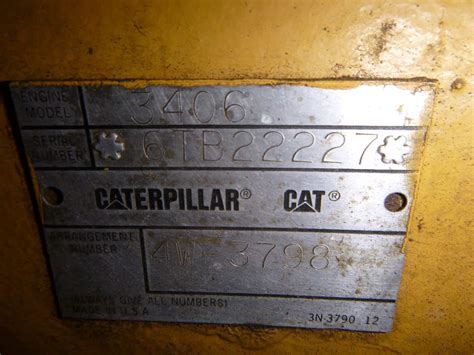 ENGINE
MODEL
3406
SERIAL
NUMBER
6TB22227
CATERPILLAR® CAT®
ARRANGEMENT
NUMBER
4W-3798
(ALWAYS GIVE ALL NUMBERS)
MADE IN U.S.A.
3N-3790 12